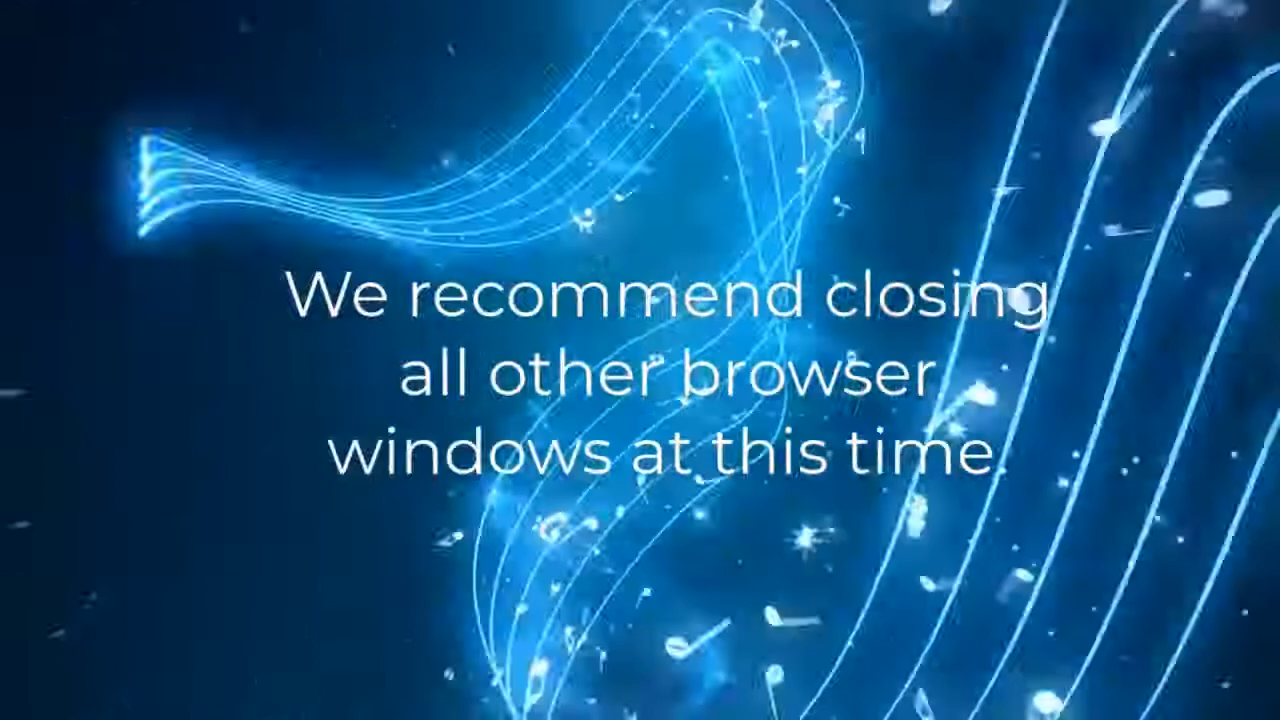 We recommend closing
all other browser
windows at this time.